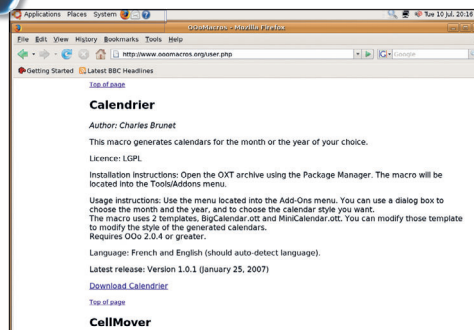 Applications Places System Tue 10 Jul, 20:16
OOoMacros - Mozilla Firefox
File Edit View History Bookmarks Tools Help
http://www.ooomacros.org/user.php Google
Getting Started Latest BBC Headlines
Top of page
Calendrier
Author: Charles Brunet
This macro generates calendars for the month or the year of your choice.
Licence: LGPL
Installation instructions: Open the OXT archive using the Package Manager. The macro will be
located into the Tools/Addons menu.
Usage instructions: Use the menu located into the Add-Ons menu. You can use a dialog box to
choose the month and the year, and to choose the calendar style you want.
The macro uses 2 templates, BigCalendar.ott and MiniCalendar.ott. You can modify those template
to modify the style of the generated calendars.
Requires OOo 2.0.4 or greater.
Language: French and English (should auto-detect language).
Latest release: Version 1.0.1 (January 25, 2007)
Download Calendrier
Top of page
CellMover